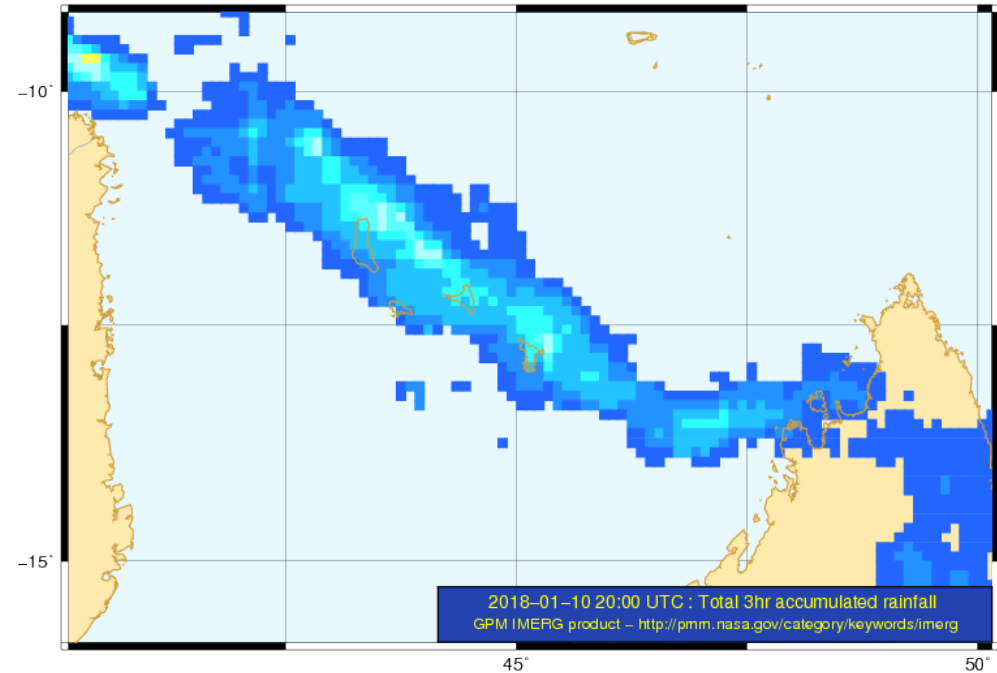 -10°
-15°
2018-01-10 20:00 UTC : Total 3hr accumulated rainfall
GPM IMERG product – http://pmm.nasa.gov/category/keywords/imerg
45°
50°